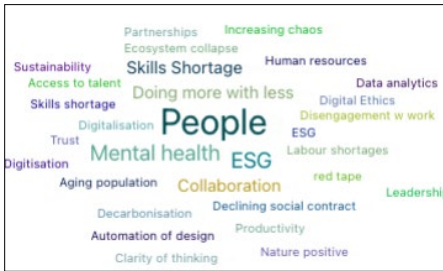 Partnerships
Increasing chaos
Ecosystem collapse
Sustainability
Skills Shortage
Human resources
Access to talent
Data analytics
Doing more with less
Skills shortage
Digital Ethics
Disengagement w work
Digitalisation
People
ESG
Trust
Mental health
ESG
Labour shortages
Digitisation
Aging population
Collaboration
red tape
Leadershi
Decarbonisation
Declining social contract
Automation of design
Productivity
Clarity of thinking
Nature positive